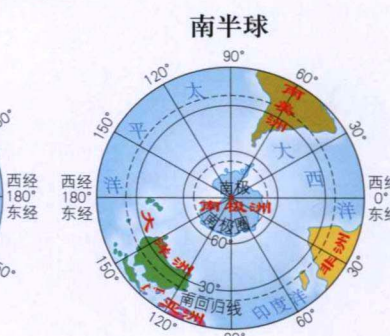 南半球
90°
120°
60°
太
南美洲
150°
平
30°
大
西经
180°
东经
西经
180°
东经
洋
南极
西
西经
0°
东经
南极洲
洋
南极圈
60°
大洋洲
非洲
30°
南回归线
印度洋
30°
150°
60°
120°
90°